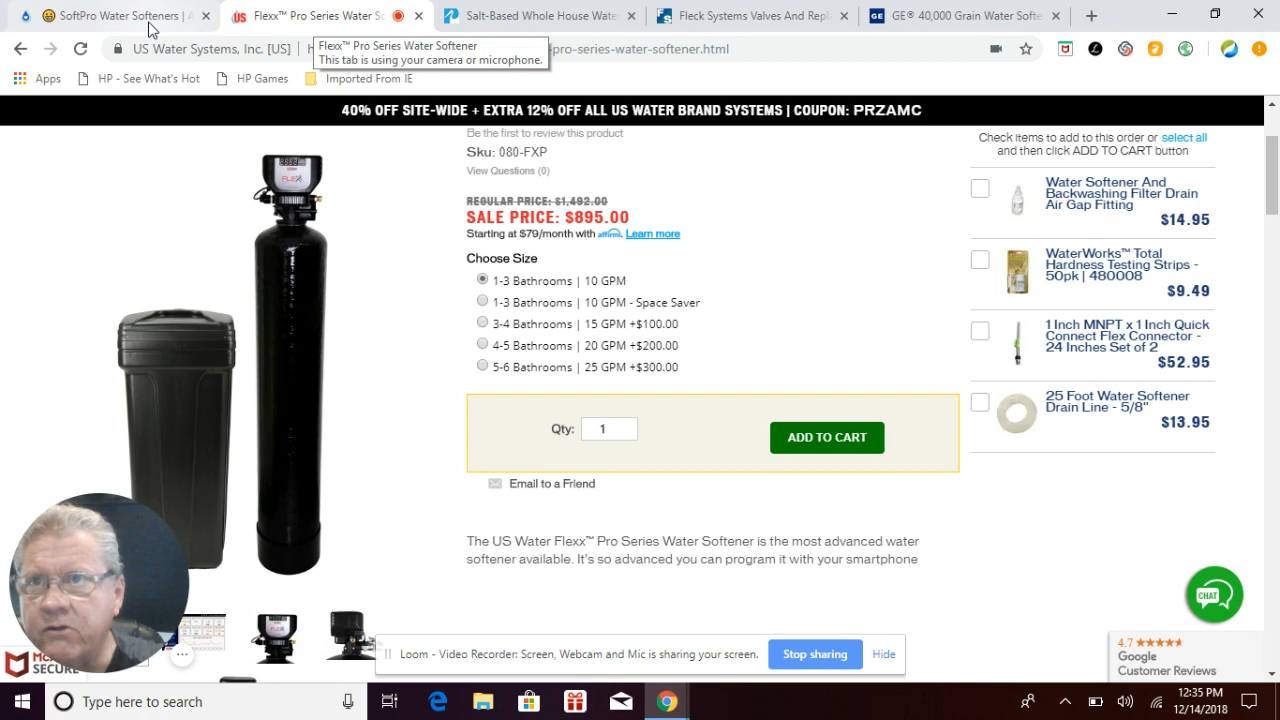 SoftPro Water Softeners | A
Flexx™ Pro Series Water So
Salt-Based Whole House Wate
Fleck Systems Valves And Rep
GE® 40,000 Grain Water Softe
US Water Systems, Inc. [US]
pro-series-water-softener.html
Flexx™ Pro Series Water Softener
This tab is using your camera or microphone.
Apps
HP - See What's Hot
HP Games
Imported From IE
40% OFF SITE-WIDE + EXTRA 12% OFF ALL US WATER BRAND SYSTEMS | COUPON: PRZAMC
Be the first to review this product
Sku: 080-FXP
View Questions (0)
REGULAR PRICE: $1,492.00
SALE PRICE: $895.00
Starting at $79/month with affirm. Learn more
Choose Size
1-3 Bathrooms | 10 GPM
1-3 Bathrooms | 10 GPM - Space Saver
3-4 Bathrooms | 15 GPM +$100.00
4-5 Bathrooms | 20 GPM +$200.00
5-6 Bathrooms | 25 GPM +$300.00
Qty: 1
ADD TO CART
Email to a Friend
The US Water Flexx™ Pro Series Water Softener is the most advanced water
softener available. It's so advanced you can program it with your smartphone
Check items to add to this order or select all
and then click ADD TO CART button
Water Softener And
Backwashing Filter Drain
Air Gap Fitting
$14.95
WaterWorks™ Total
Hardness Testing Strips -
50pk | 480008
$9.49
1 Inch MNPT x 1 Inch Quick
Connect Flex Connector -
24 Inches Set of 2
$52.95
25 Foot Water Softener
Drain Line - 5/8"
$13.95
CHAT
4.7
Google
Customer Reviews
SECURE
Loom - Video Recorder: Screen, Webcam and Mic is sharing your screen.
Stop sharing
Hide
Type here to search
12:35 PM
12/14/2018